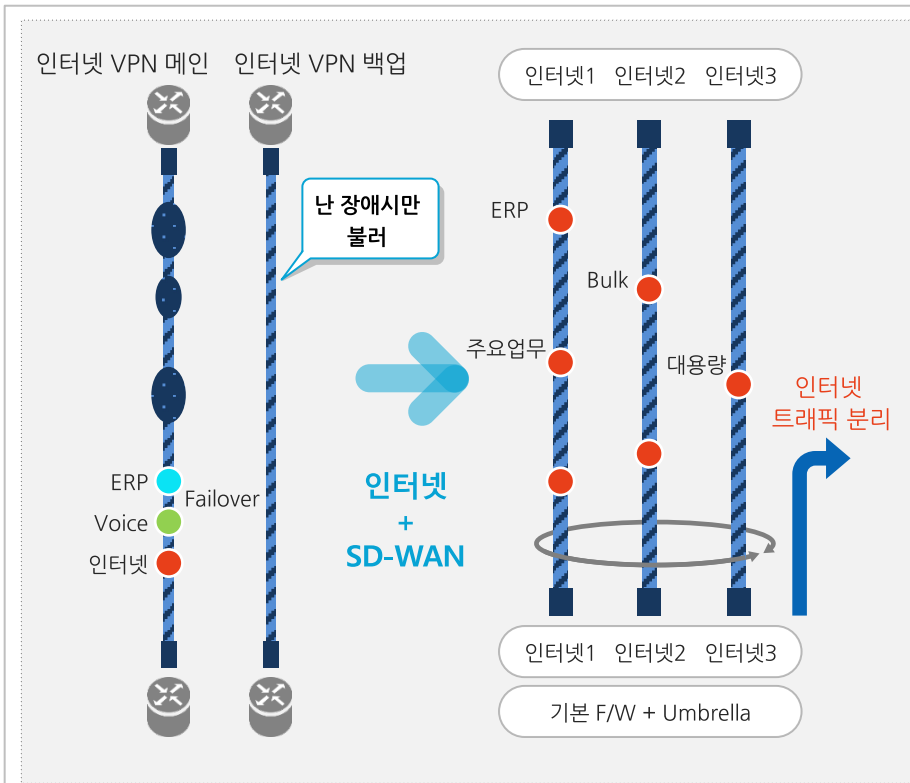 인터넷 VPN 메인
인터넷 VPN 백업
난 장애시만
불러
ERP
Voice
인터넷
Failover
인터넷
+
SD-WAN
인터넷1 인터넷2 인터넷3
ERP
Bulk
주요업무
대용량
인터넷
트래픽 분리
인터넷1 인터넷2 인터넷3
기본 F/W + Umbrella